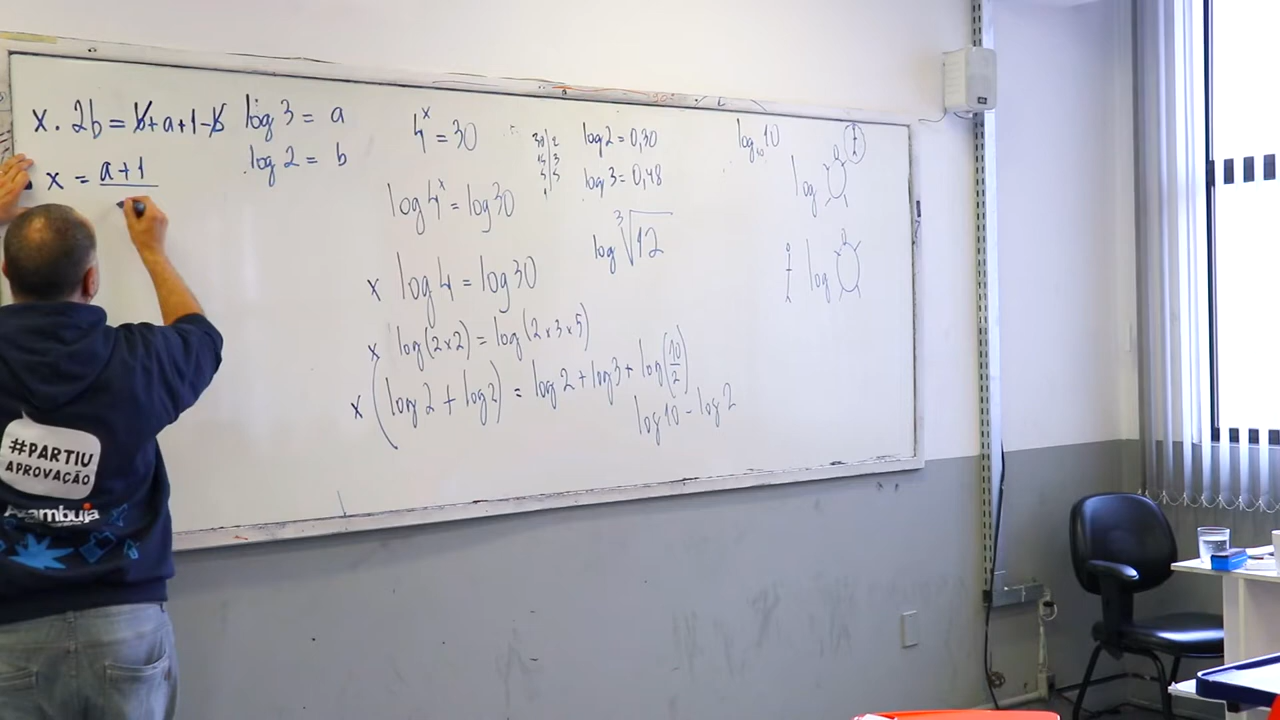 x . 2b = b + a + 1 - b
x = a + 1
log 3 = a
log 2 = b
4^x = 30
log 4^x = log 30
x log 4 = log 30
x log (2 x 2) = log (2 x 3 x 5)
x (log 2 + log 2) = log 2 + log 3 + log (10/2)
log 10 - log 2
30 | 2
15 | 3
5 | 5
1
log 2 = 0,30
log 3 = 0,48
log ∛12
log₁₀ 10
log
log
#PARTIU
APROVAÇÃO
Azambuja